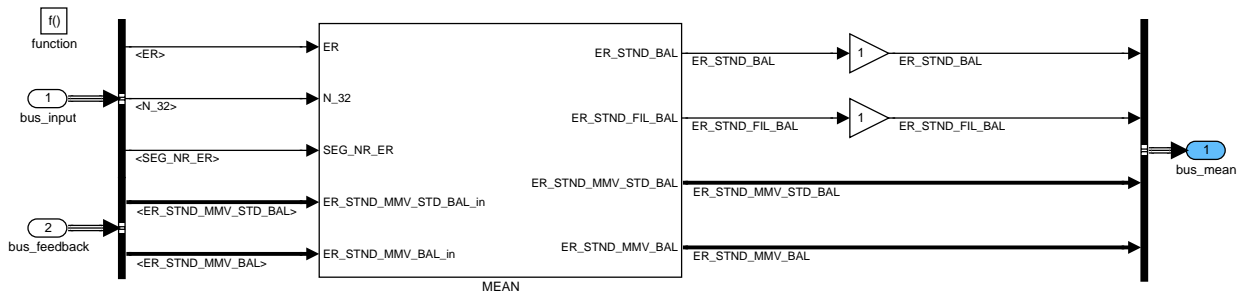 f()
function
<ER>
ER
ER_STND_BAL
ER_STND_BAL
1
ER_STND_BAL
1
bus_input
<N_32>
N_32
ER_STND_FIL_BAL
ER_STND_FIL_BAL
1
ER_STND_FIL_BAL
<SEG_NR_ER>
SEG_NR_ER
1
bus_mean
<ER_STND_MMV_STD_BAL>
ER_STND_MMV_STD_BAL_in
ER_STND_MMV_STD_BAL
ER_STND_MMV_STD_BAL
2
bus_feedback
<ER_STND_MMV_BAL>
ER_STND_MMV_BAL_in
ER_STND_MMV_BAL
ER_STND_MMV_BAL
MEAN